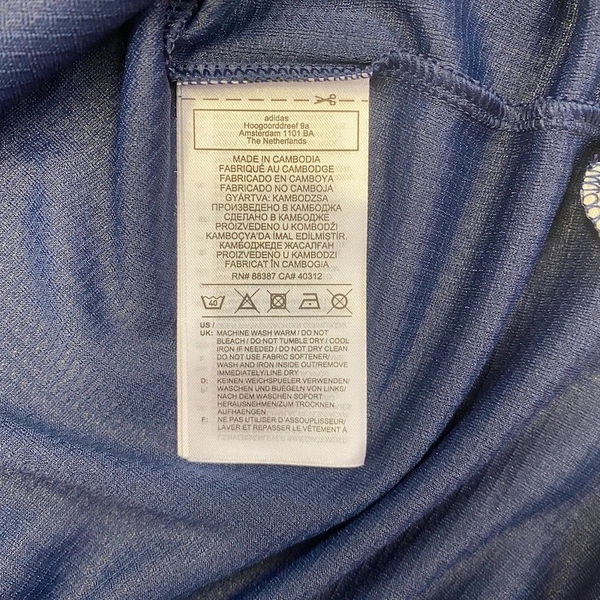 adidas
Hoogoorddreef 9a
Amsterdam 1101 BA
The Netherlands
MADE IN CAMBODIA
FABRIQUÉ AU CAMBODGE
FABRICADO EN CAMBOYA
FABRICADO NO CAMBOJA
GYÁRTVA: KAMBODZSA
ПРОИЗВЕДЕНО В КАМБОДЖА
СДЕЛАНО В КАМБОДЖЕ
PROIZVEDENO U KOMBODŽI
KAMBOÇYA'DA İMAL EDİLMİŞTİR.
КАМБОДЖЕДЕ ЖАСАЛҒАН
PROIZVEDENO U KAMBODŽI
FABRICAT ÎN CAMBOGIA
RN# 88387 CA# 40312
40
US /
UK: MACHINE WASH WARM / DO NOT
BLEACH / DO NOT TUMBLE DRY / COOL
IRON IF NEEDED / DO NOT DRY CLEAN
DO NOT USE FABRIC SOFTENER/
WASH AND IRON INSIDE OUT/REMOVE
IMMEDIATELY/LINE DRY
D: KEINEN WEICHSPUELER VERWENDEN/
WASCHEN UND BUEGELN VON LINKS/
NACH DEM WASCHEN SOFORT
HERAUSNEHMEN/ZUM TROCKNEN
AUFHAENGEN
F: NE PAS UTILISER D'ASSOUPLISSEUR/
LAVER ET REPASSER LE VÊTEMENT À